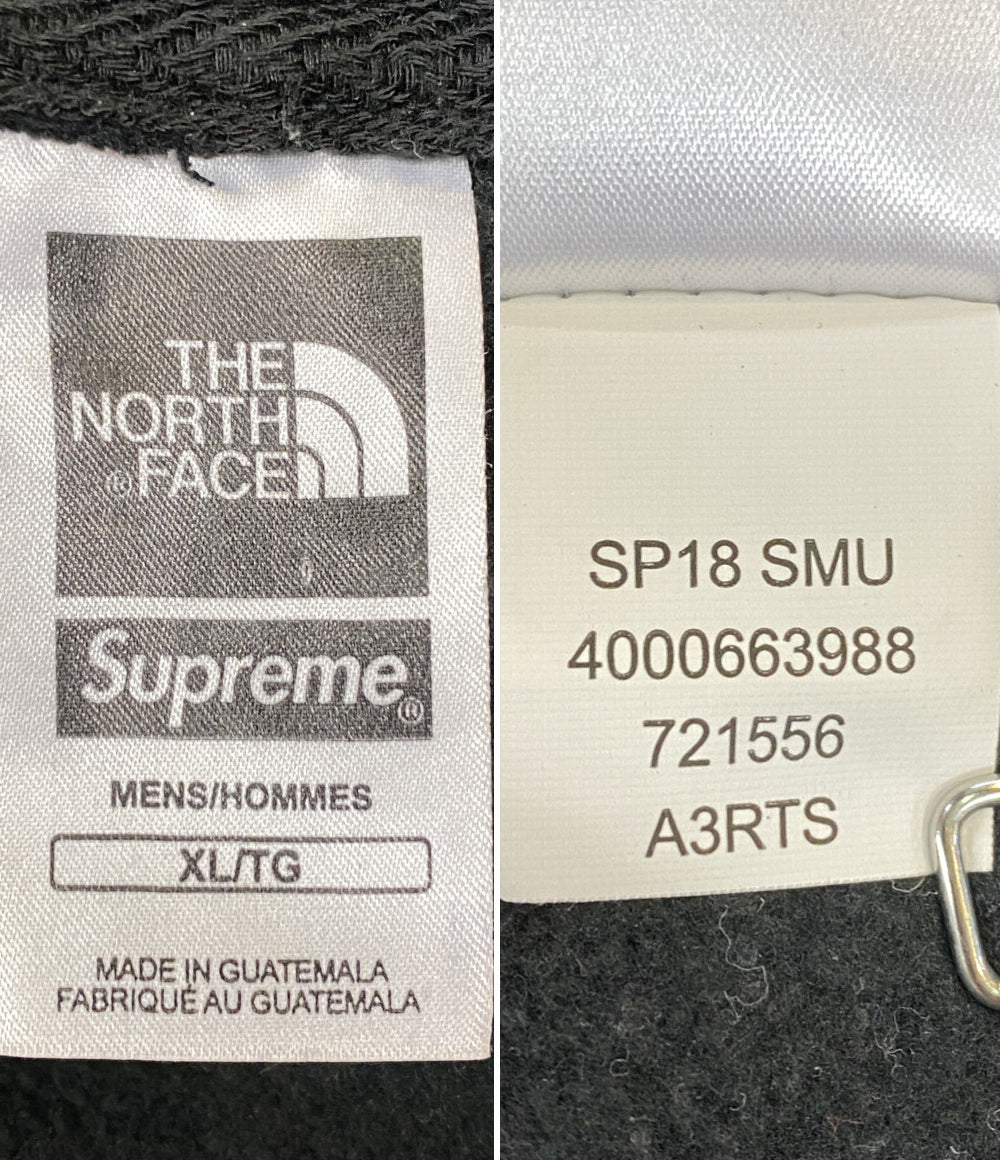 THE
NORTH
®FACE
Supreme®
MENS/HOMMES
XL/TG
MADE IN GUATEMALA
FABRIQUÉ AU GUATEMALA
SP18 SMU
4000663988
721556
A3RTS